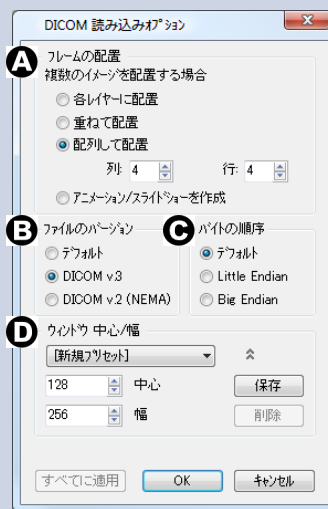 DICOM 読み込みｵﾌﾟｼｮﾝ
A
フレームの配置
複数のイメージを配置する場合
各レイヤーに配置
重ねて配置
配列して配置
列: 4 行: 4
アニメーション/スライドショーを作成
B ファイルのバージョン
デフォルト
DICOM v.3
DICOM v.2 (NEMA)
C バイトの順序
デフォルト
Little Endian
Big Endian
D ウィンドウ 中心/幅
[新規プリセット]
128 中心 保存
256 幅 削除
すべてに適用 OK キャンセル